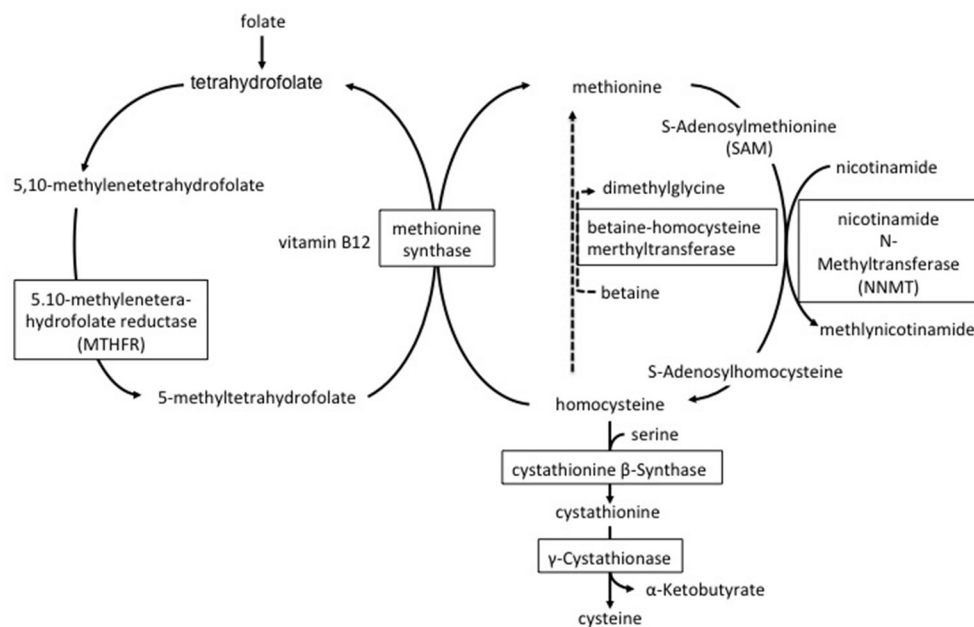 folate
tetrahydrofolate
methionine
S-Adenosylmethionine
(SAM)
5,10-methylenetetrahydrofolate
dimethylglycine
nicotinamide
vitamin B12
methionine
synthase
betaine-homocysteine
merthyltransferase
nicotinamide
N-
Methyltransferase
(NNMT)
betaine
5.10-methylenetera-
hydrofolate reductase
(MTHFR)
methlynicotinamide
S-Adenosylhomocysteine
5-methyltetrahydrofolate
homocysteine
serine
cystathionine β-Synthase
cystathionine
γ-Cystathionase
α-Ketobutyrate
cysteine